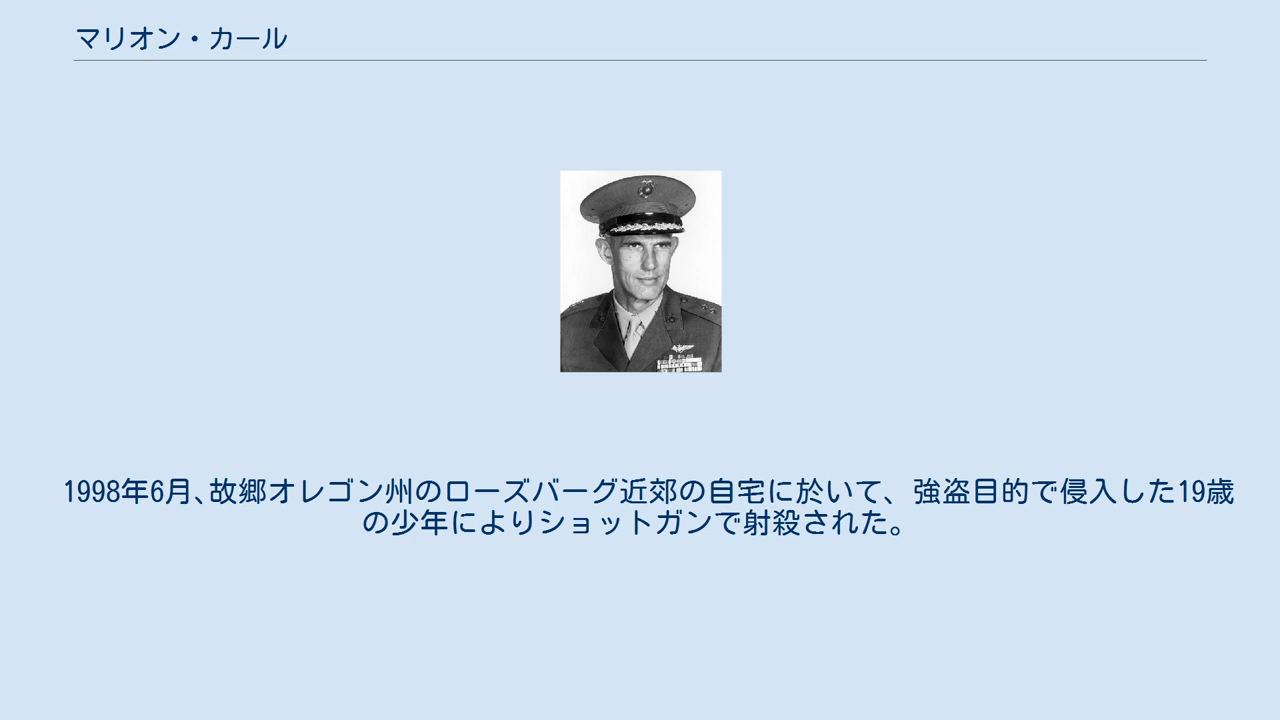 マリオン・カール
1998年6月､故郷オレゴン州のローズバーグ近郊の自宅に於いて、強盗目的で侵入した19歳
の少年によりショットガンで射殺された。